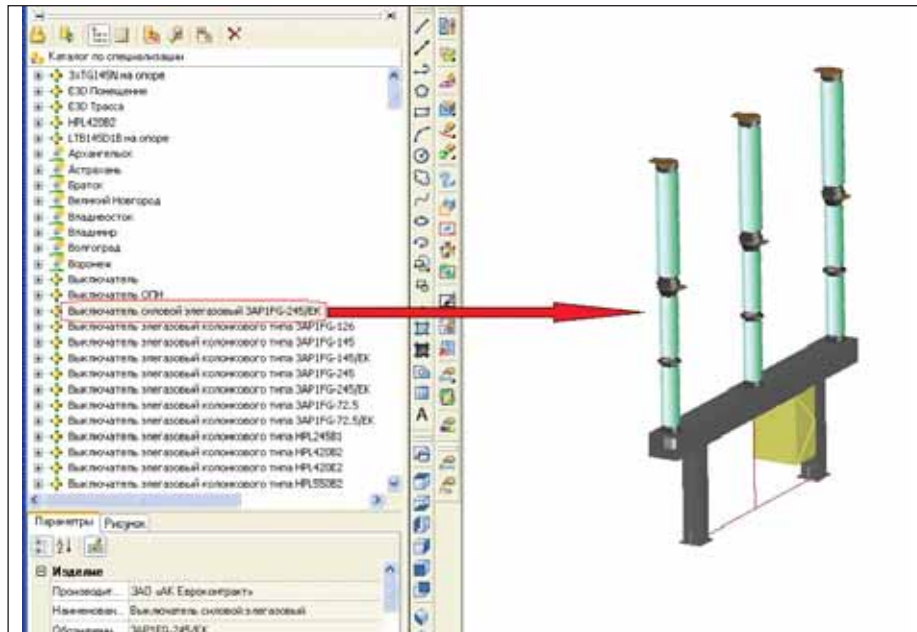 Каталог по специализации
3xTG145N на опоре
E3D Помещение
E3D Трасса
HPL420B2
LTB145D1B на опоре
Архангельск
Астрахань
Братск
Великий Новгород
Владивосток
Владимир
Волгоград
Воронеж
Выключатель
Выключатель ОПН
Выключатель силовой элегазовый 3AP1FG-245/EK
Выключатель элегазовый колонкового типа 3AP1FG-126
Выключатель элегазовый колонкового типа 3AP1FG-145
Выключатель элегазовый колонкового типа 3AP1FG-145/EK
Выключатель элегазовый колонкового типа 3AP1FG-245
Выключатель элегазовый колонкового типа 3AP1FG-245/EK
Выключатель элегазовый колонкового типа 3AP1FG-72.5
Выключатель элегазовый колонкового типа 3AP1FG-72.5/EK
Выключатель элегазовый колонкового типа HPL245B1
Выключатель элегазовый колонкового типа HPL420B2
Выключатель элегазовый колонкового типа HPL420E2
Выключатель элегазовый колонкового типа HPL550B2
Параметры Рисунок
Изделие
Производит... ЗАО «АК Евроконтракт»
Наименован... Выключатель силовой элегазовый
Обозначени... 3AP1FG-245/EK